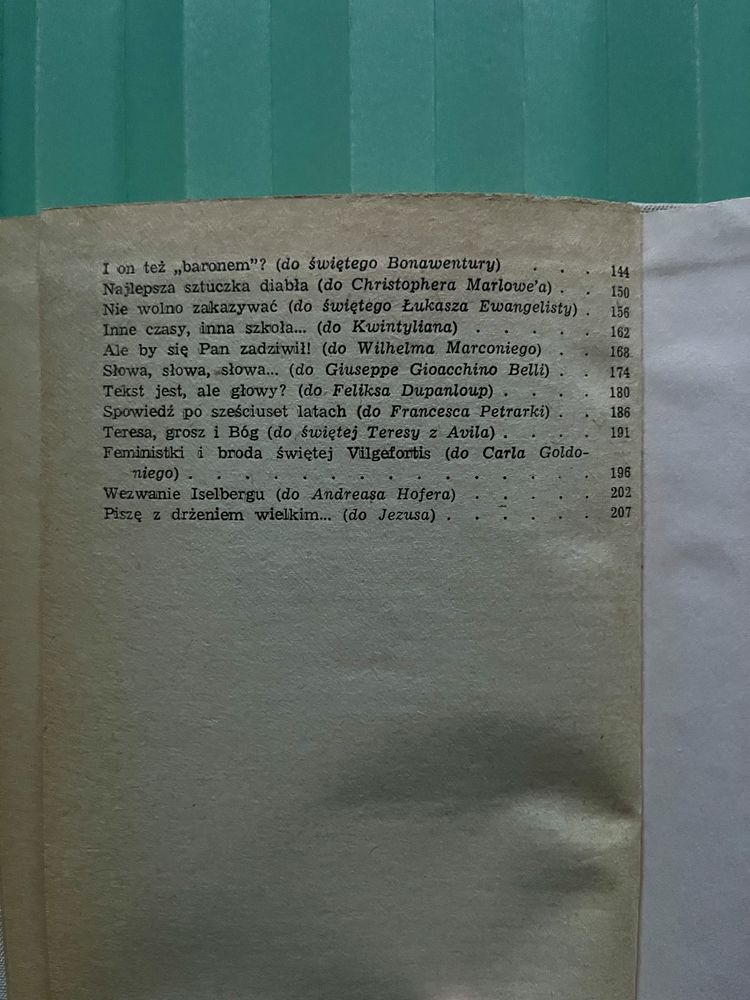 I on też „baronem”? (do świętego Bonawentury) . . . 144
Najlepsza sztuczka diabła (do Christophera Marlowe'a) . . 150
Nie wolno zakazywać (do świętego Łukasza Ewangelisty) . 156
Inne czasy, inna szkoła... (do Kwintyliana) . . . . . 162
Ale by się Pan zadziwił! (do Wilhelma Marconiego) . . 168
Słowa, słowa, słowa... (do Giuseppe Gioacchino Belli) . . 174
Tekst jest, ale głowy? (do Feliksa Dupanloup) . . . . 180
Spowiedź po sześciuset latach (do Francesca Petrarki) . . 186
Teresa, grosz i Bóg (do świętej Teresy z Avila) . . . . 191
Feministki i broda świętej Vilgefortis (do Carla Goldo-
niego) . . . . . . . . . . . . . . . 196
Wezwanie Iselbergu (do Andreasa Hofera) . . . . . 202
Piszę z drżeniem wielkim... (do Jezusa) . . . . . . 207